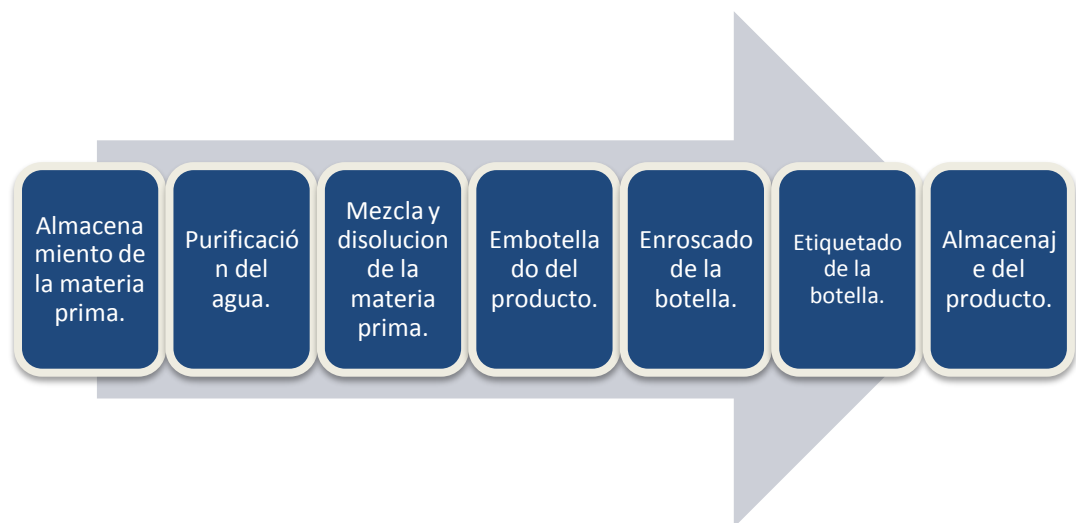 Almacena
miento de
la materia
prima.
Purificació
n del
agua.
Mezcla y
disolucion
de la
materia
prima.
Embotella
do del
producto.
Enroscado
de la
botella.
Etiquetado
de la
botella.
Almacenaj
e del
producto.